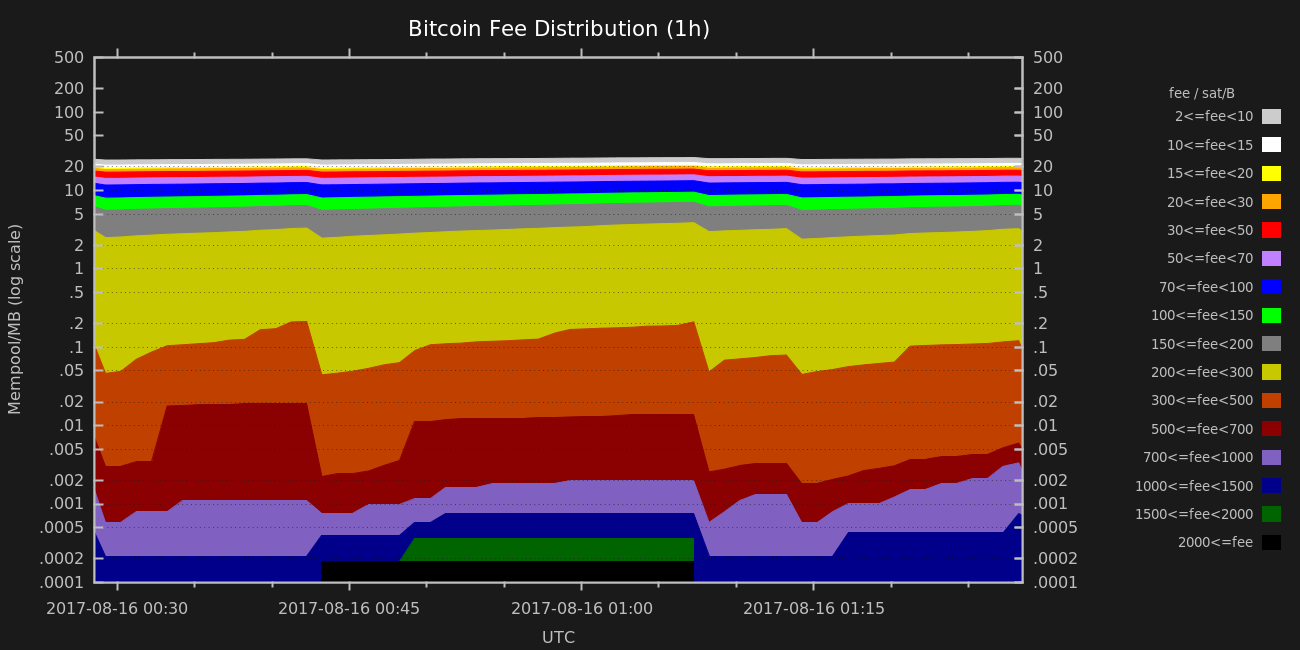 Bitcoin Fee Distribution (1h)
Mempool/MB (log scale)
500
200
100
50
20
10
5
2
1
.5
.2
.1
.05
.02
.01
.005
.002
.001
.0005
.0002
.0001
500
200
100
50
20
10
5
2
1
.5
.2
.1
.05
.02
.01
.005
.002
.001
.0005
.0002
.0001
2017-08-16 00:30 2017-08-16 00:45 2017-08-16 01:00 2017-08-16 01:15
UTC
fee / sat/B
2<=fee<10
10<=fee<15
15<=fee<20
20<=fee<30
30<=fee<50
50<=fee<70
70<=fee<100
100<=fee<150
150<=fee<200
200<=fee<300
300<=fee<500
500<=fee<700
700<=fee<1000
1000<=fee<1500
1500<=fee<2000
2000<=fee